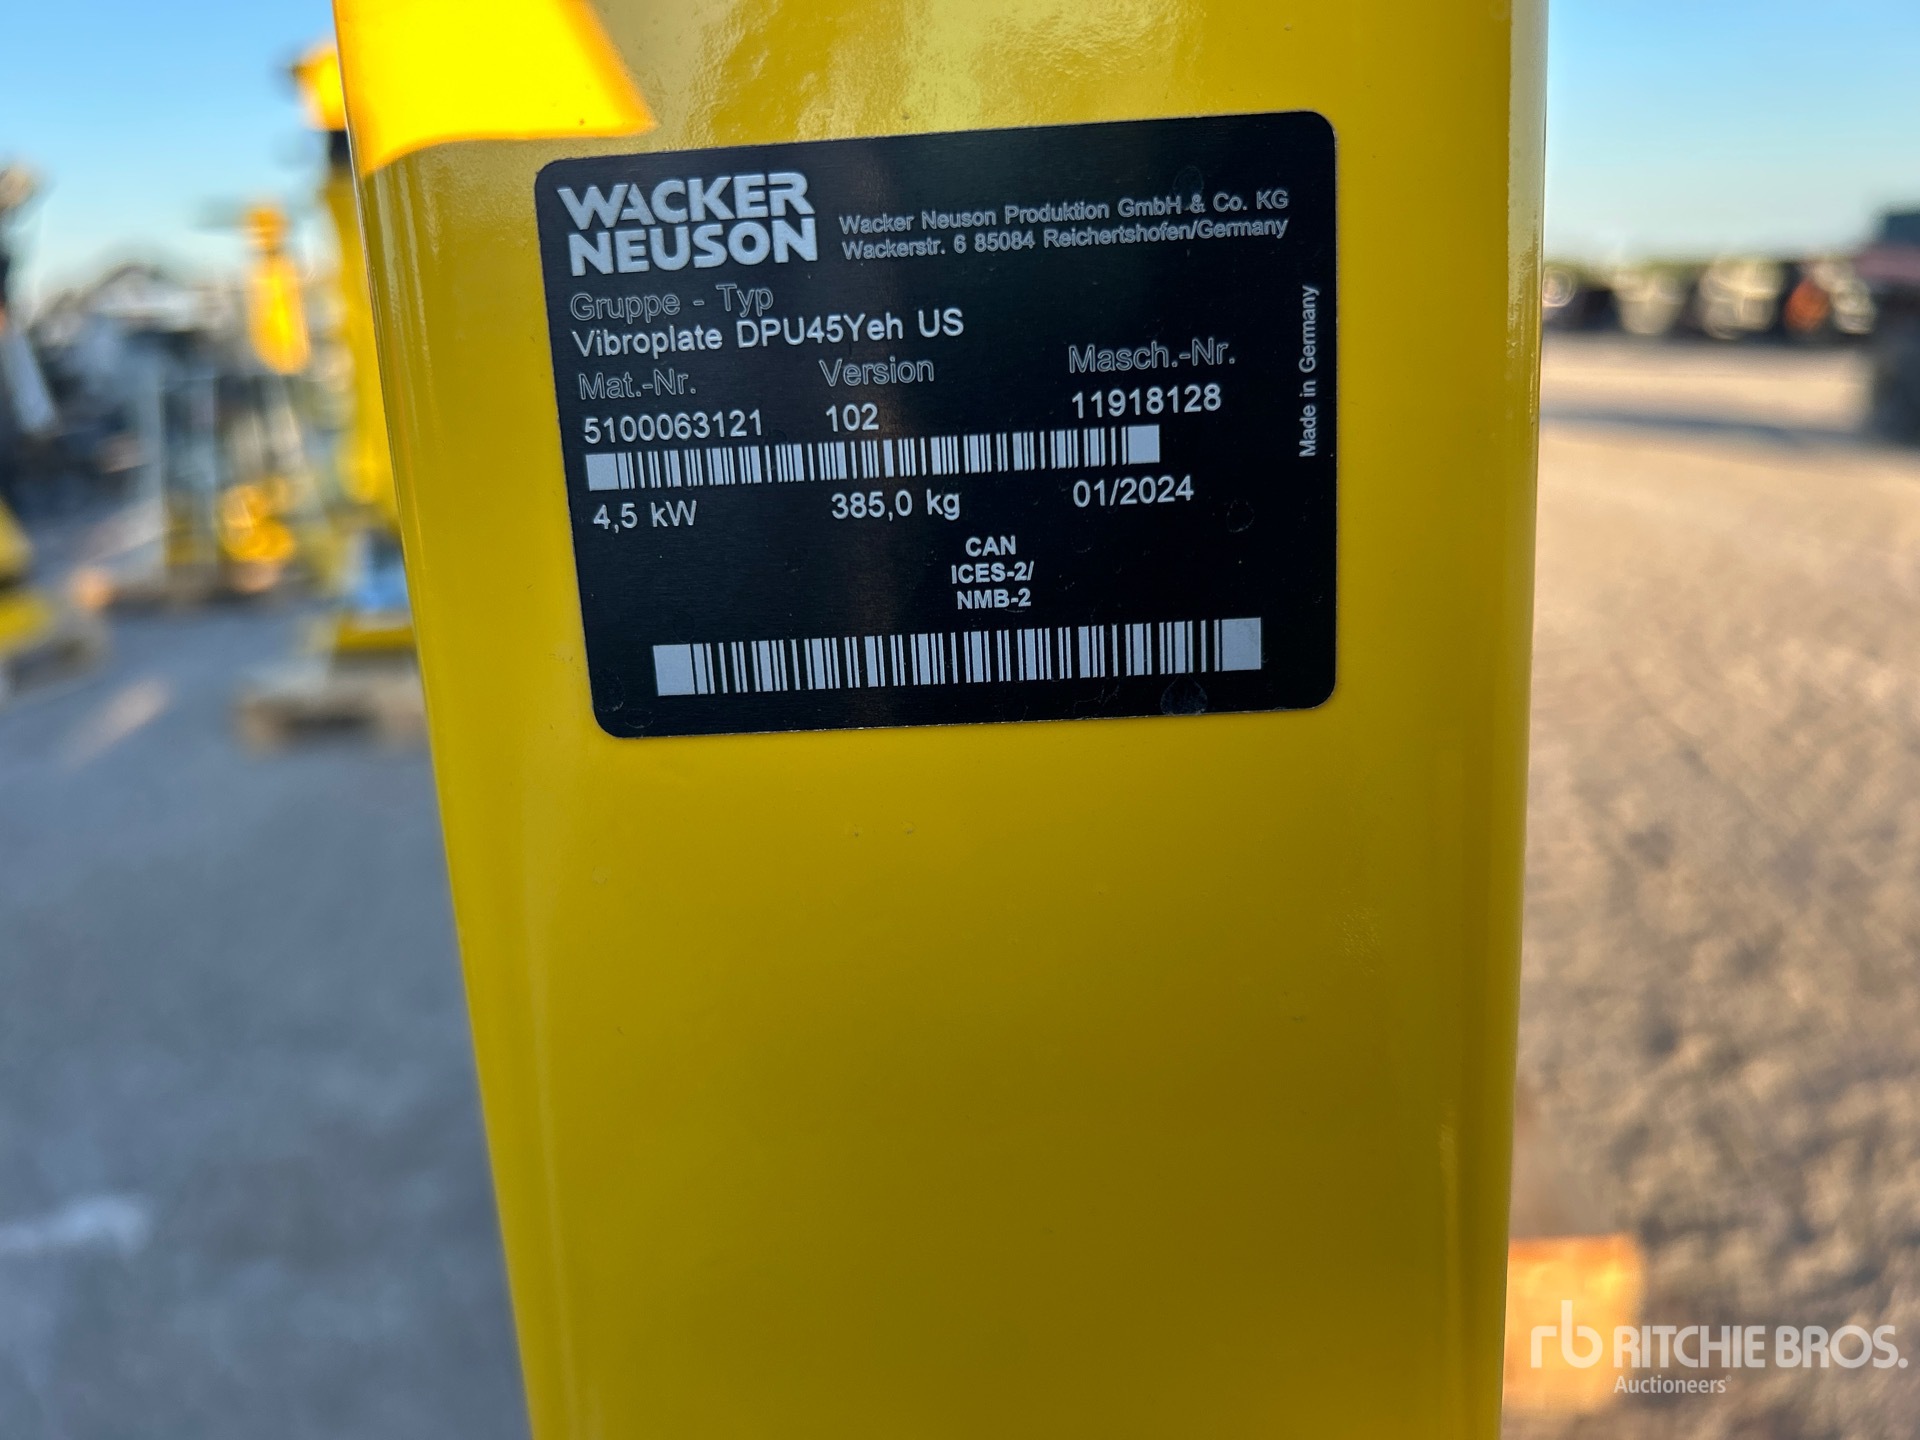 WACKER
NEUSON
Wacker Neuson Produktion GmbH & Co. KG
Wackerstr. 6 85084 Reichertshofen/Germany
Gruppe - Typ
Vibroplate DPU45Yeh US
Mat.-Nr. Version Masch.-Nr.
5100063121 102 11918128
4,5 kW 385,0 kg 01/2024
CAN
ICES-2/
NMB-2
Made in Germany
rb RITCHIE BROS.
Auctioneers